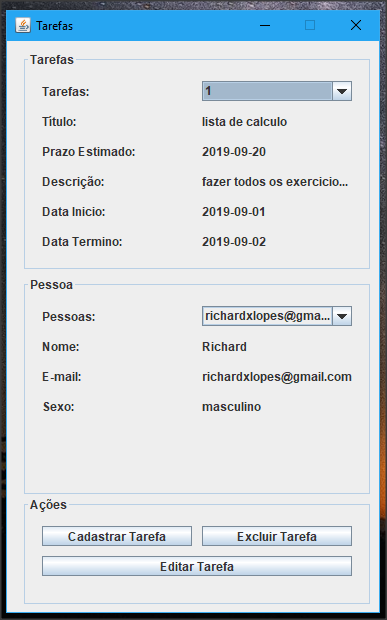 Tarefas
Tarefas
Tarefas: 1
Título: lista de calculo
Prazo Estimado: 2019-09-20
Descrição: fazer todos os exercicio...
Data Inicio: 2019-09-01
Data Termino: 2019-09-02
Pessoa
Pessoas: richardxlopes@gma...
Nome: Richard
E-mail: richardxlopes@gmail.com
Sexo: masculino
Ações
Cadastrar Tarefa Excluir Tarefa
Editar Tarefa